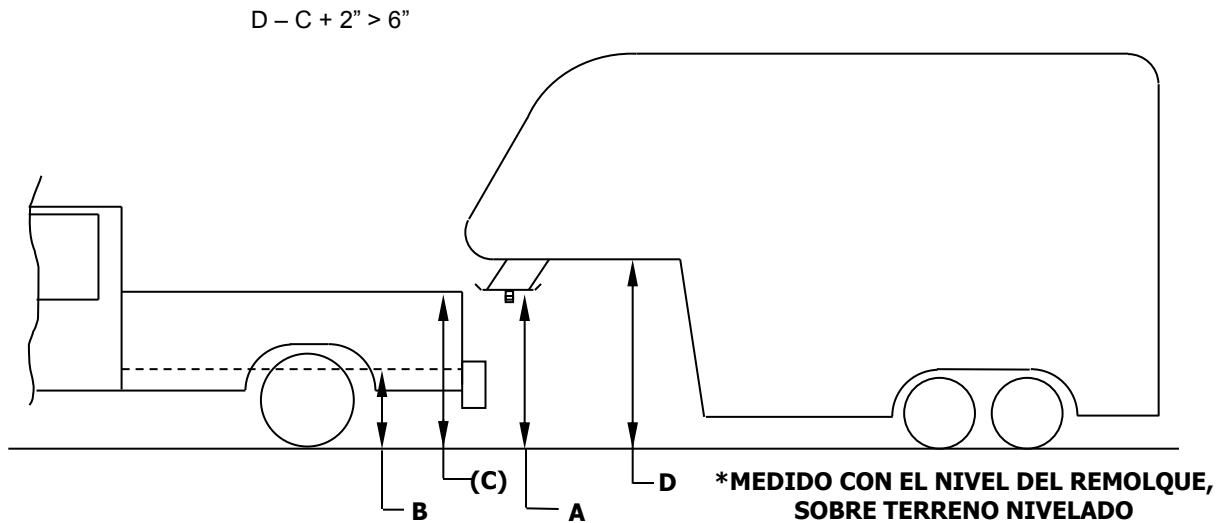 D – C + 2” > 6”
(C)
D
B
A
*MEDIDO CON EL NIVEL DEL REMOLQUE,
SOBRE TERRENO NIVELADO